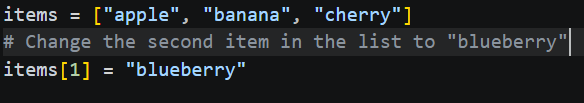 items = ["apple", "banana", "cherry"]
# Change the second item in the list to "blueberry"
items[1] = "blueberry"